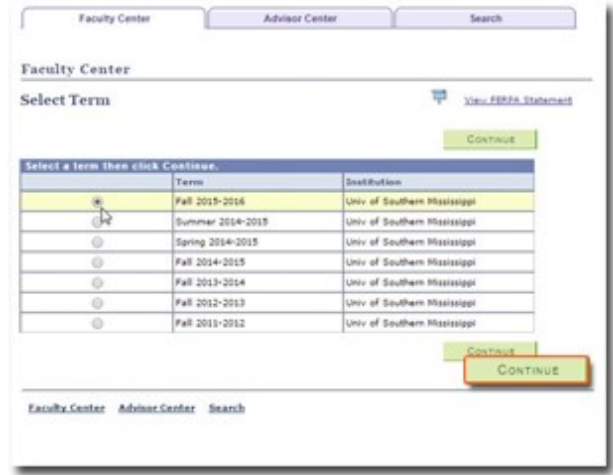 Faculty Center Advisor Center Search
Faculty Center
Select Term View FERPA Statement
CONTINUE
Select a term then click Continue.
Term Institution
Fall 2015-2016 Univ of Southern Mississippi
Summer 2014-2015 Univ of Southern Mississippi
Spring 2014-2015 Univ of Southern Mississippi
Fall 2014-2015 Univ of Southern Mississippi
Fall 2013-2014 Univ of Southern Mississippi
Fall 2012-2013 Univ of Southern Mississippi
Fall 2011-2012 Univ of Southern Mississippi
CONTINUE
CONTINUE
Faculty Center Advisor Center Search